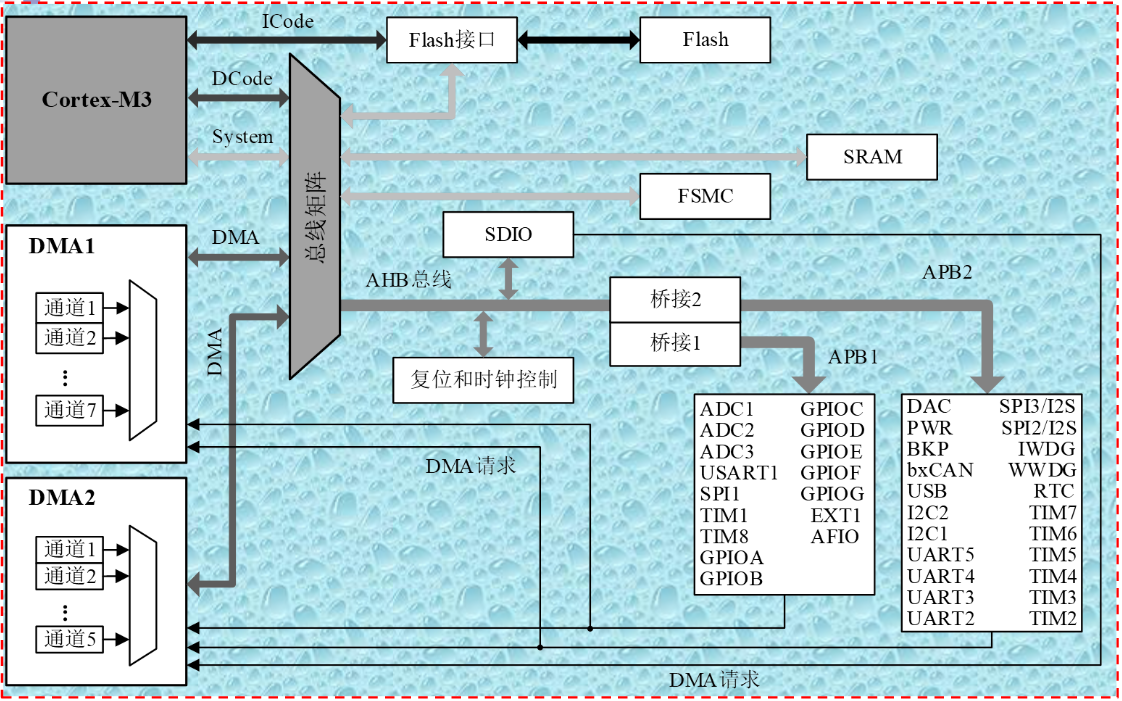 ICode
Flash接口
Flash
Cortex-M3
DCode
System
SRAM
FSMC
总线矩阵
DMA1
DMA
SDIO
AHB总线
APB2
通道1
通道2
⋮
通道7
桥接2
桥接1
DMA
APB1
复位和时钟控制
ADC1 GPIOC
ADC2 GPIOD
ADC3 GPIOE
USART1 GPIOF
SPI1 GPIOG
TIM1 EXT1
TIM8 AFIO
GPIOA
GPIOB
DAC SPI3/I2S
PWR SPI2/I2S
BKP IWDG
bxCAN WWDG
USB RTC
I2C2 TIM7
I2C1 TIM6
UART5 TIM5
UART4 TIM4
UART3 TIM3
UART2 TIM2
DMA请求
DMA2
通道1
通道2
⋮
通道5
DMA请求